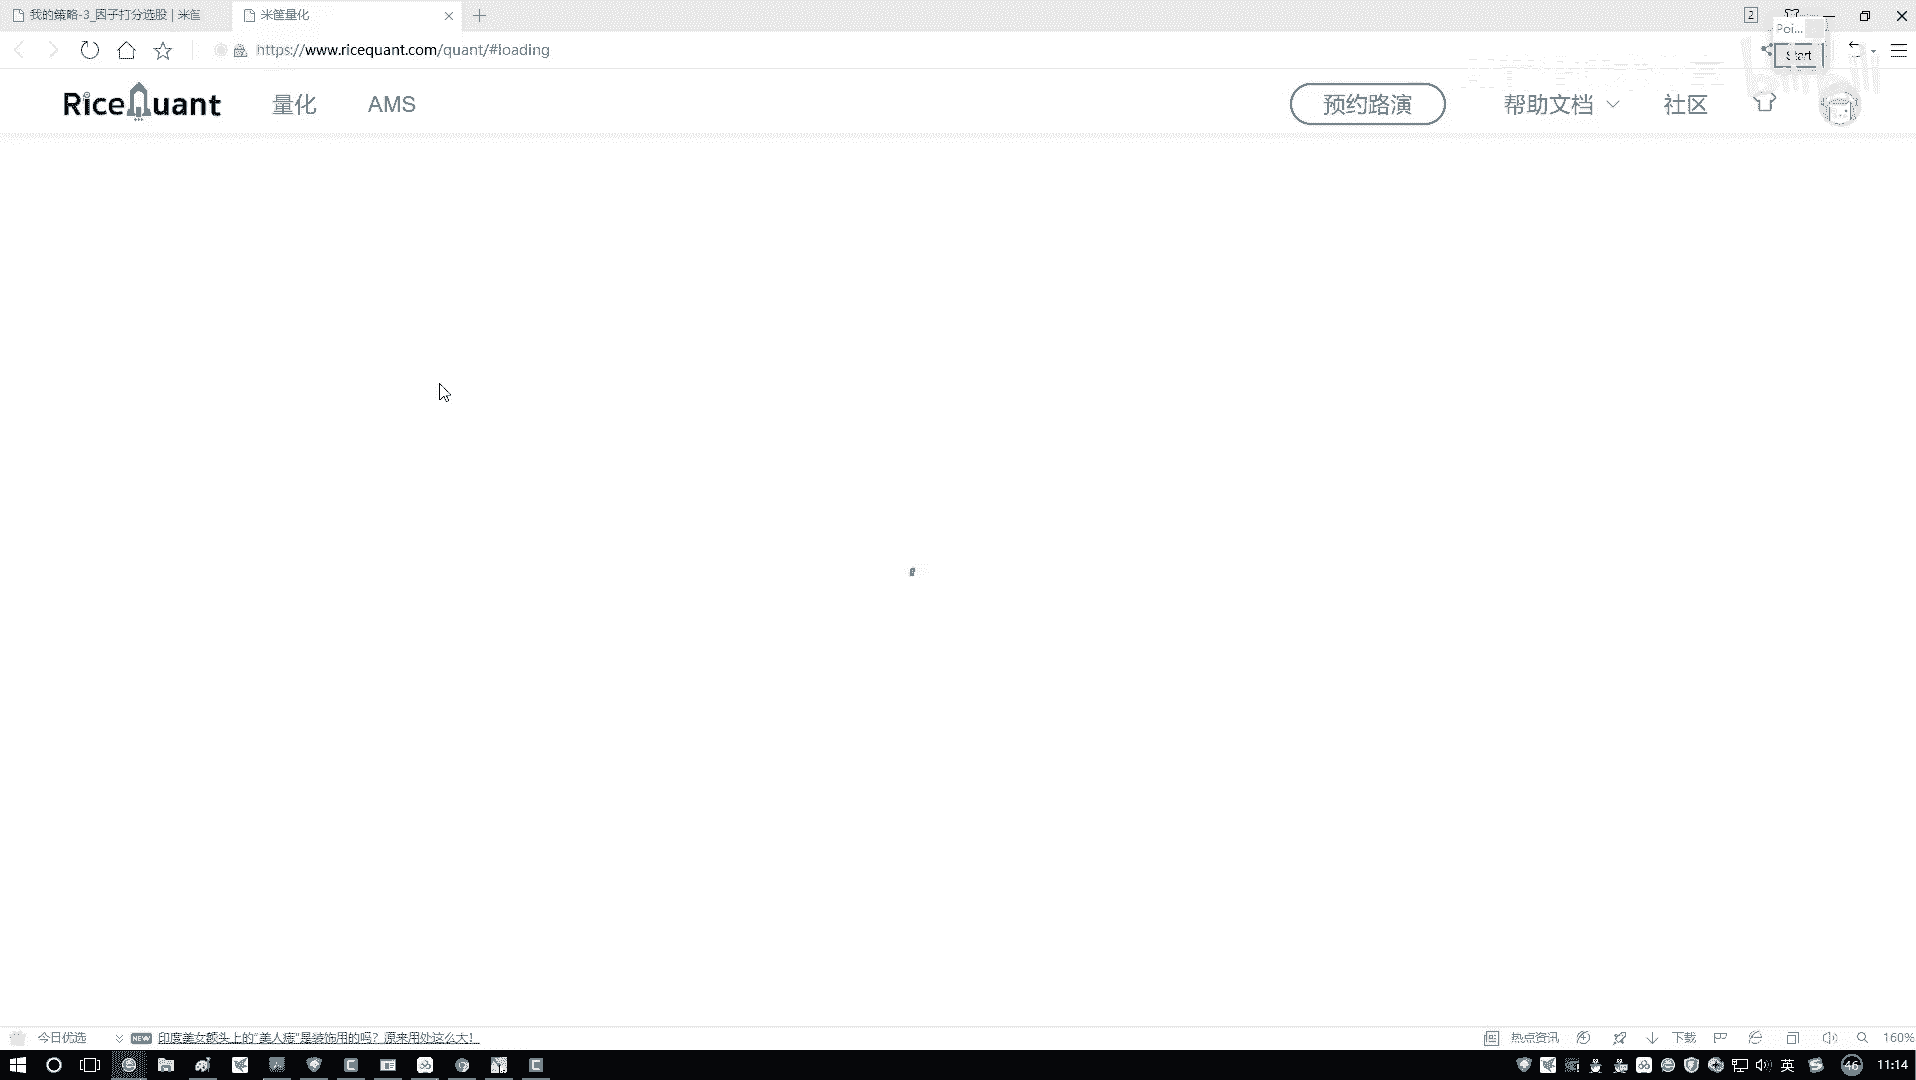 我的策略-3_因子打分选股 | 米筐
米筐量化
2
https://www.ricequant.com/quant/#loading
Poi...
Start
RiceQuant
量化
AMS
预约路演
帮助文档
社区
今日优选
NEW
印度美女额头上的“美人痣”是装饰用的吗？原来用处这么大！
热点资讯
下载
160%
英
46
11:14